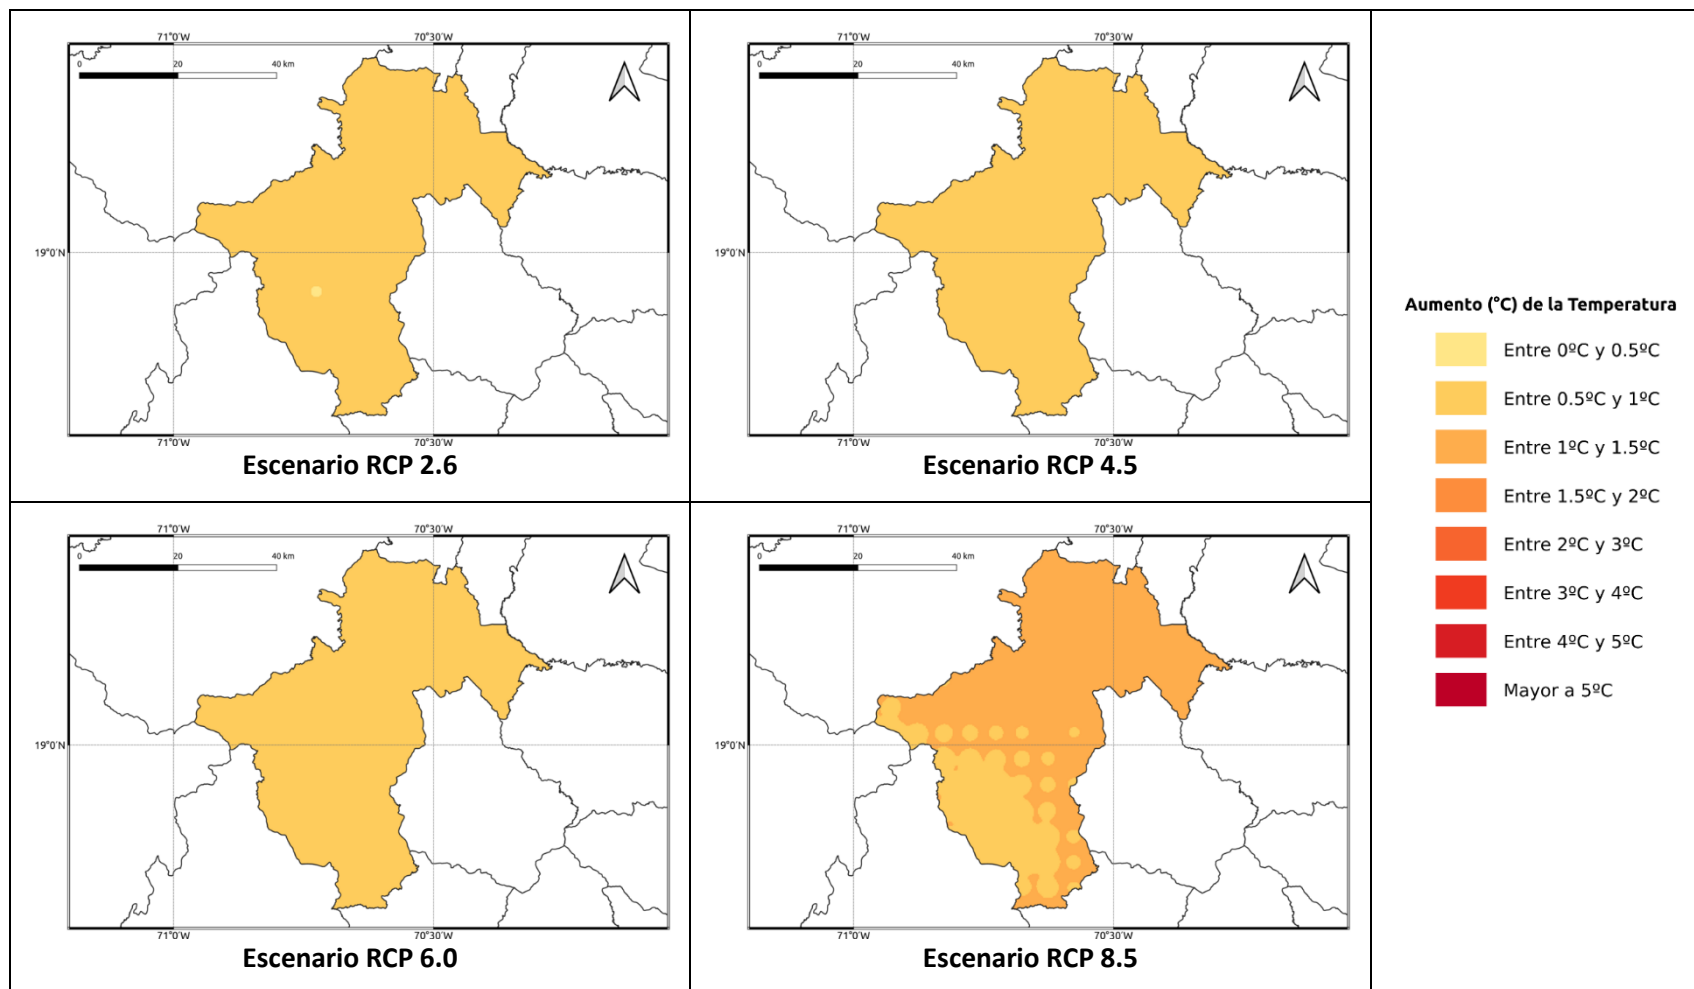 71°0'W
70°30'W
0
20
40 km
19°0'N
71°0'W
70°30'W
Escenario RCP 2.6
71°0'W
70°30'W
0
20
40 km
19°0'N
71°0'W
70°30'W
Escenario RCP 4.5
71°0'W
70°30'W
0
20
40 km
19°0'N
71°0'W
70°30'W
Escenario RCP 6.0
71°0'W
70°30'W
0
20
40 km
19°0'N
71°0'W
70°30'W
Escenario RCP 8.5
Aumento (°C) de la Temperatura
Entre 0ºC y 0.5ºC
Entre 0.5ºC y 1ºC
Entre 1ºC y 1.5ºC
Entre 1.5ºC y 2ºC
Entre 2ºC y 3ºC
Entre 3ºC y 4ºC
Entre 4ºC y 5ºC
Mayor a 5ºC